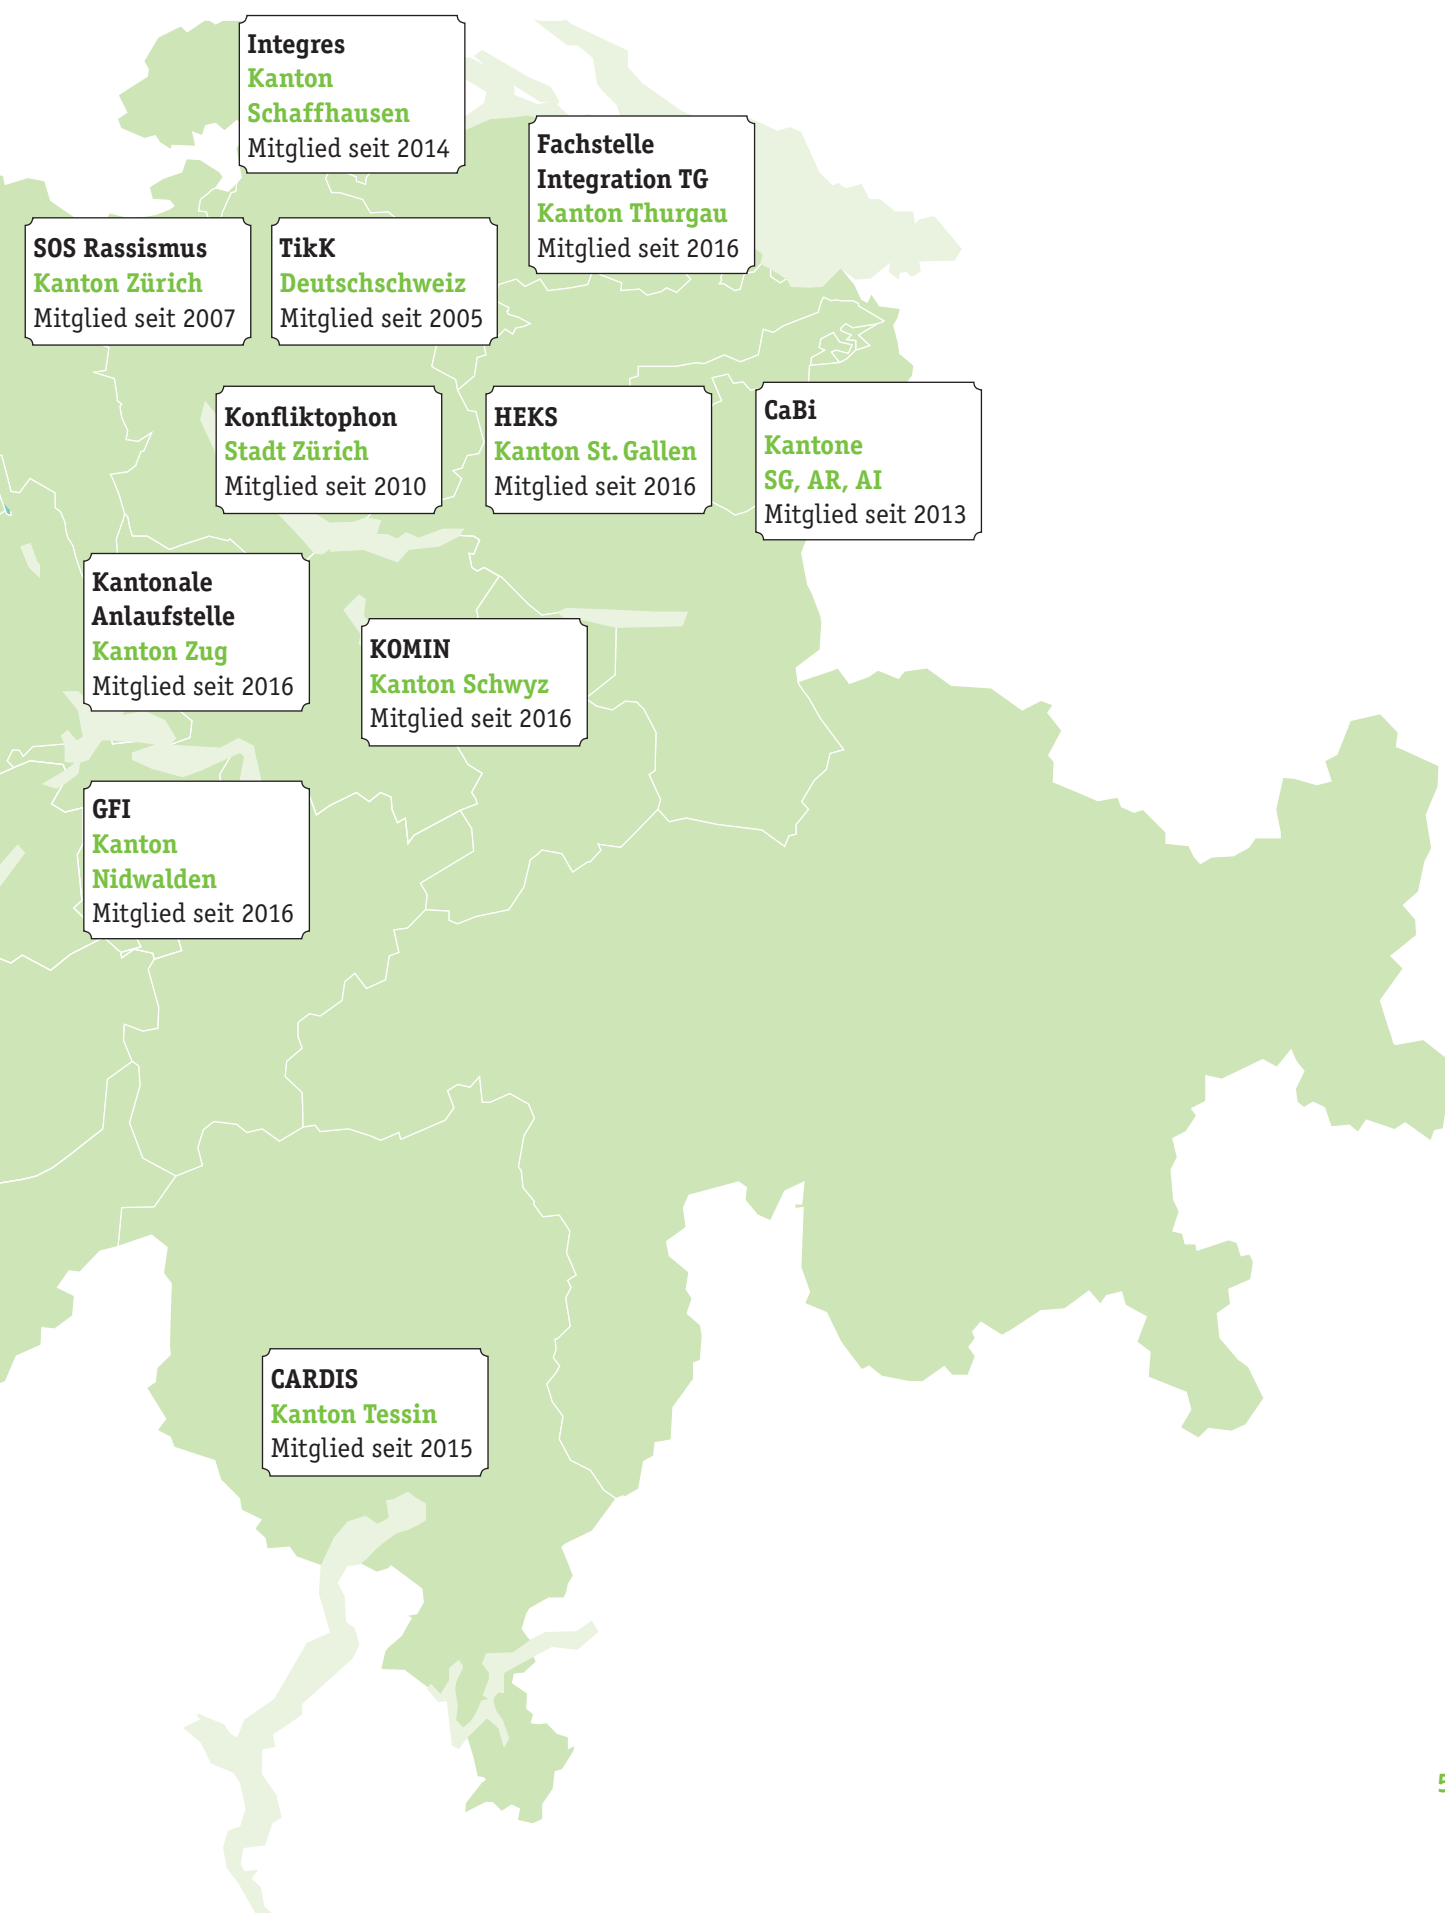 Integres
Kanton
Schaffhausen
Mitglied seit 2014
Fachstelle
Integration TG
Kanton Thurgau
Mitglied seit 2016
SOS Rassismus
Kanton Zürich
Mitglied seit 2007
TikK
Deutschschweiz
Mitglied seit 2005
Konfliktophon
Stadt Zürich
Mitglied seit 2010
HEKS
Kanton St. Gallen
Mitglied seit 2016
CaBi
Kantone
SG, AR, AI
Mitglied seit 2013
Kantonale
Anlaufstelle
Kanton Zug
Mitglied seit 2016
KOMIN
Kanton Schwyz
Mitglied seit 2016
GFI
Kanton
Nidwalden
Mitglied seit 2016
CARDIS
Kanton Tessin
Mitglied seit 2015